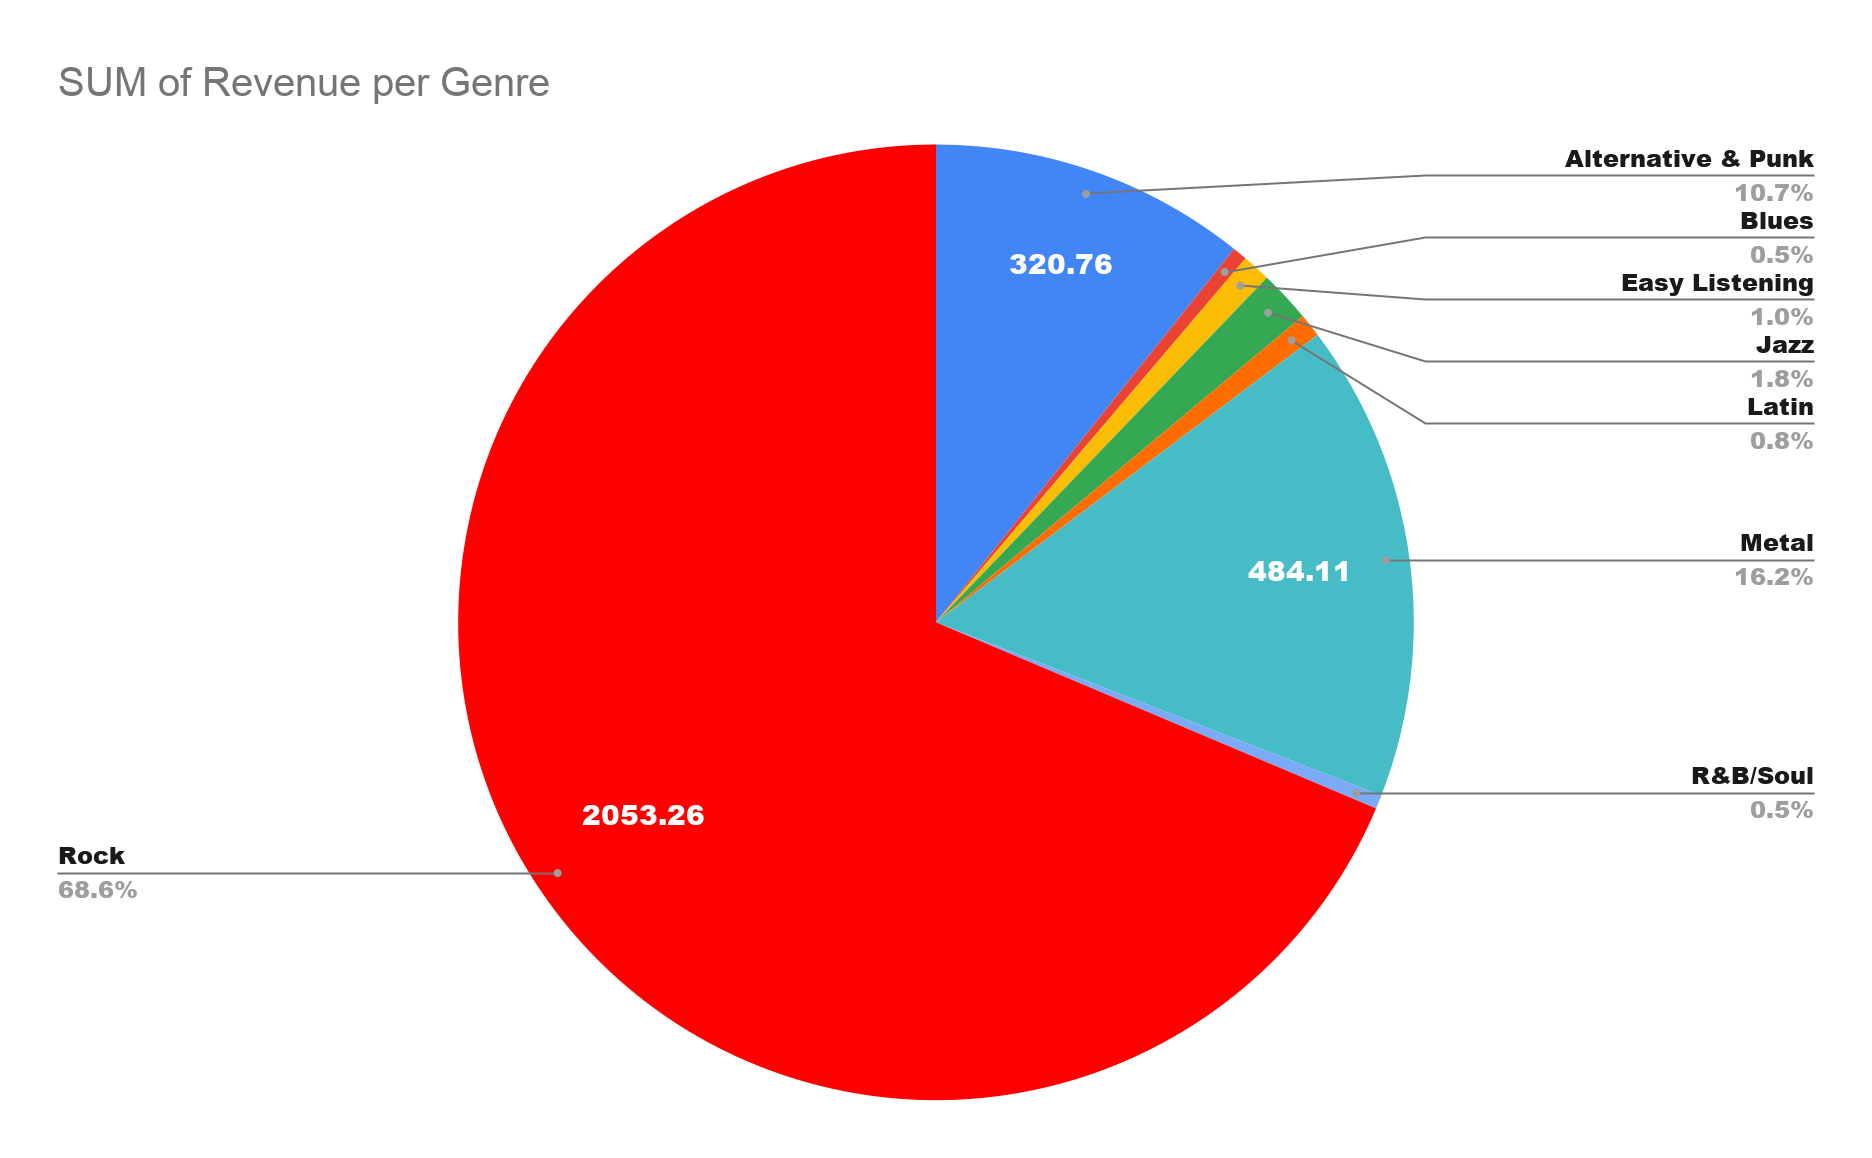 SUM of Revenue per Genre
Alternative & Punk
10.7%
Blues
0.5%
320.76
Easy Listening
1.0%
Jazz
1.8%
Latin
0.8%
Metal
484.11
16.2%
R&B/Soul
0.5%
2053.26
Rock
68.6%